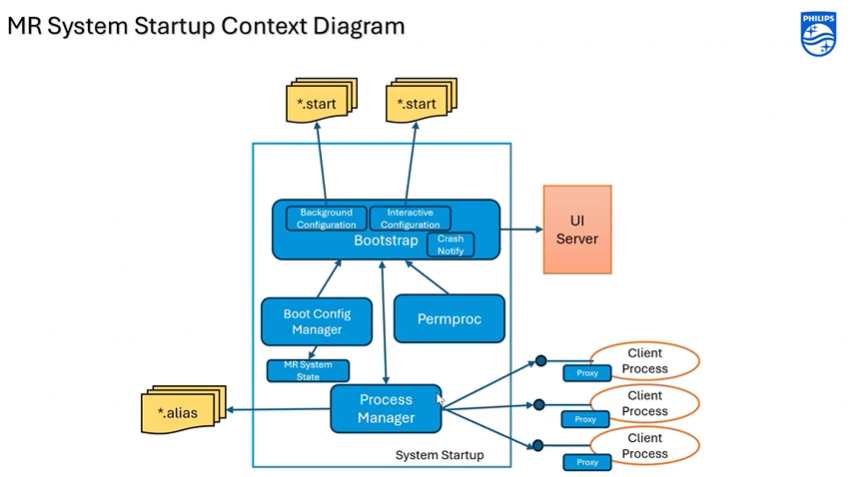 MR System Startup Context Diagram
PHILIPS
*.start
*.start
Background
Configuration
Interactive
Configuration
Bootstrap
Crash
Notify
UI
Server
Boot Config
Manager
Permproc
MR System
State
Client
Process
Proxy
*.alias
Process
Manager
Client
Process
Proxy
Client
Process
Proxy
System Startup